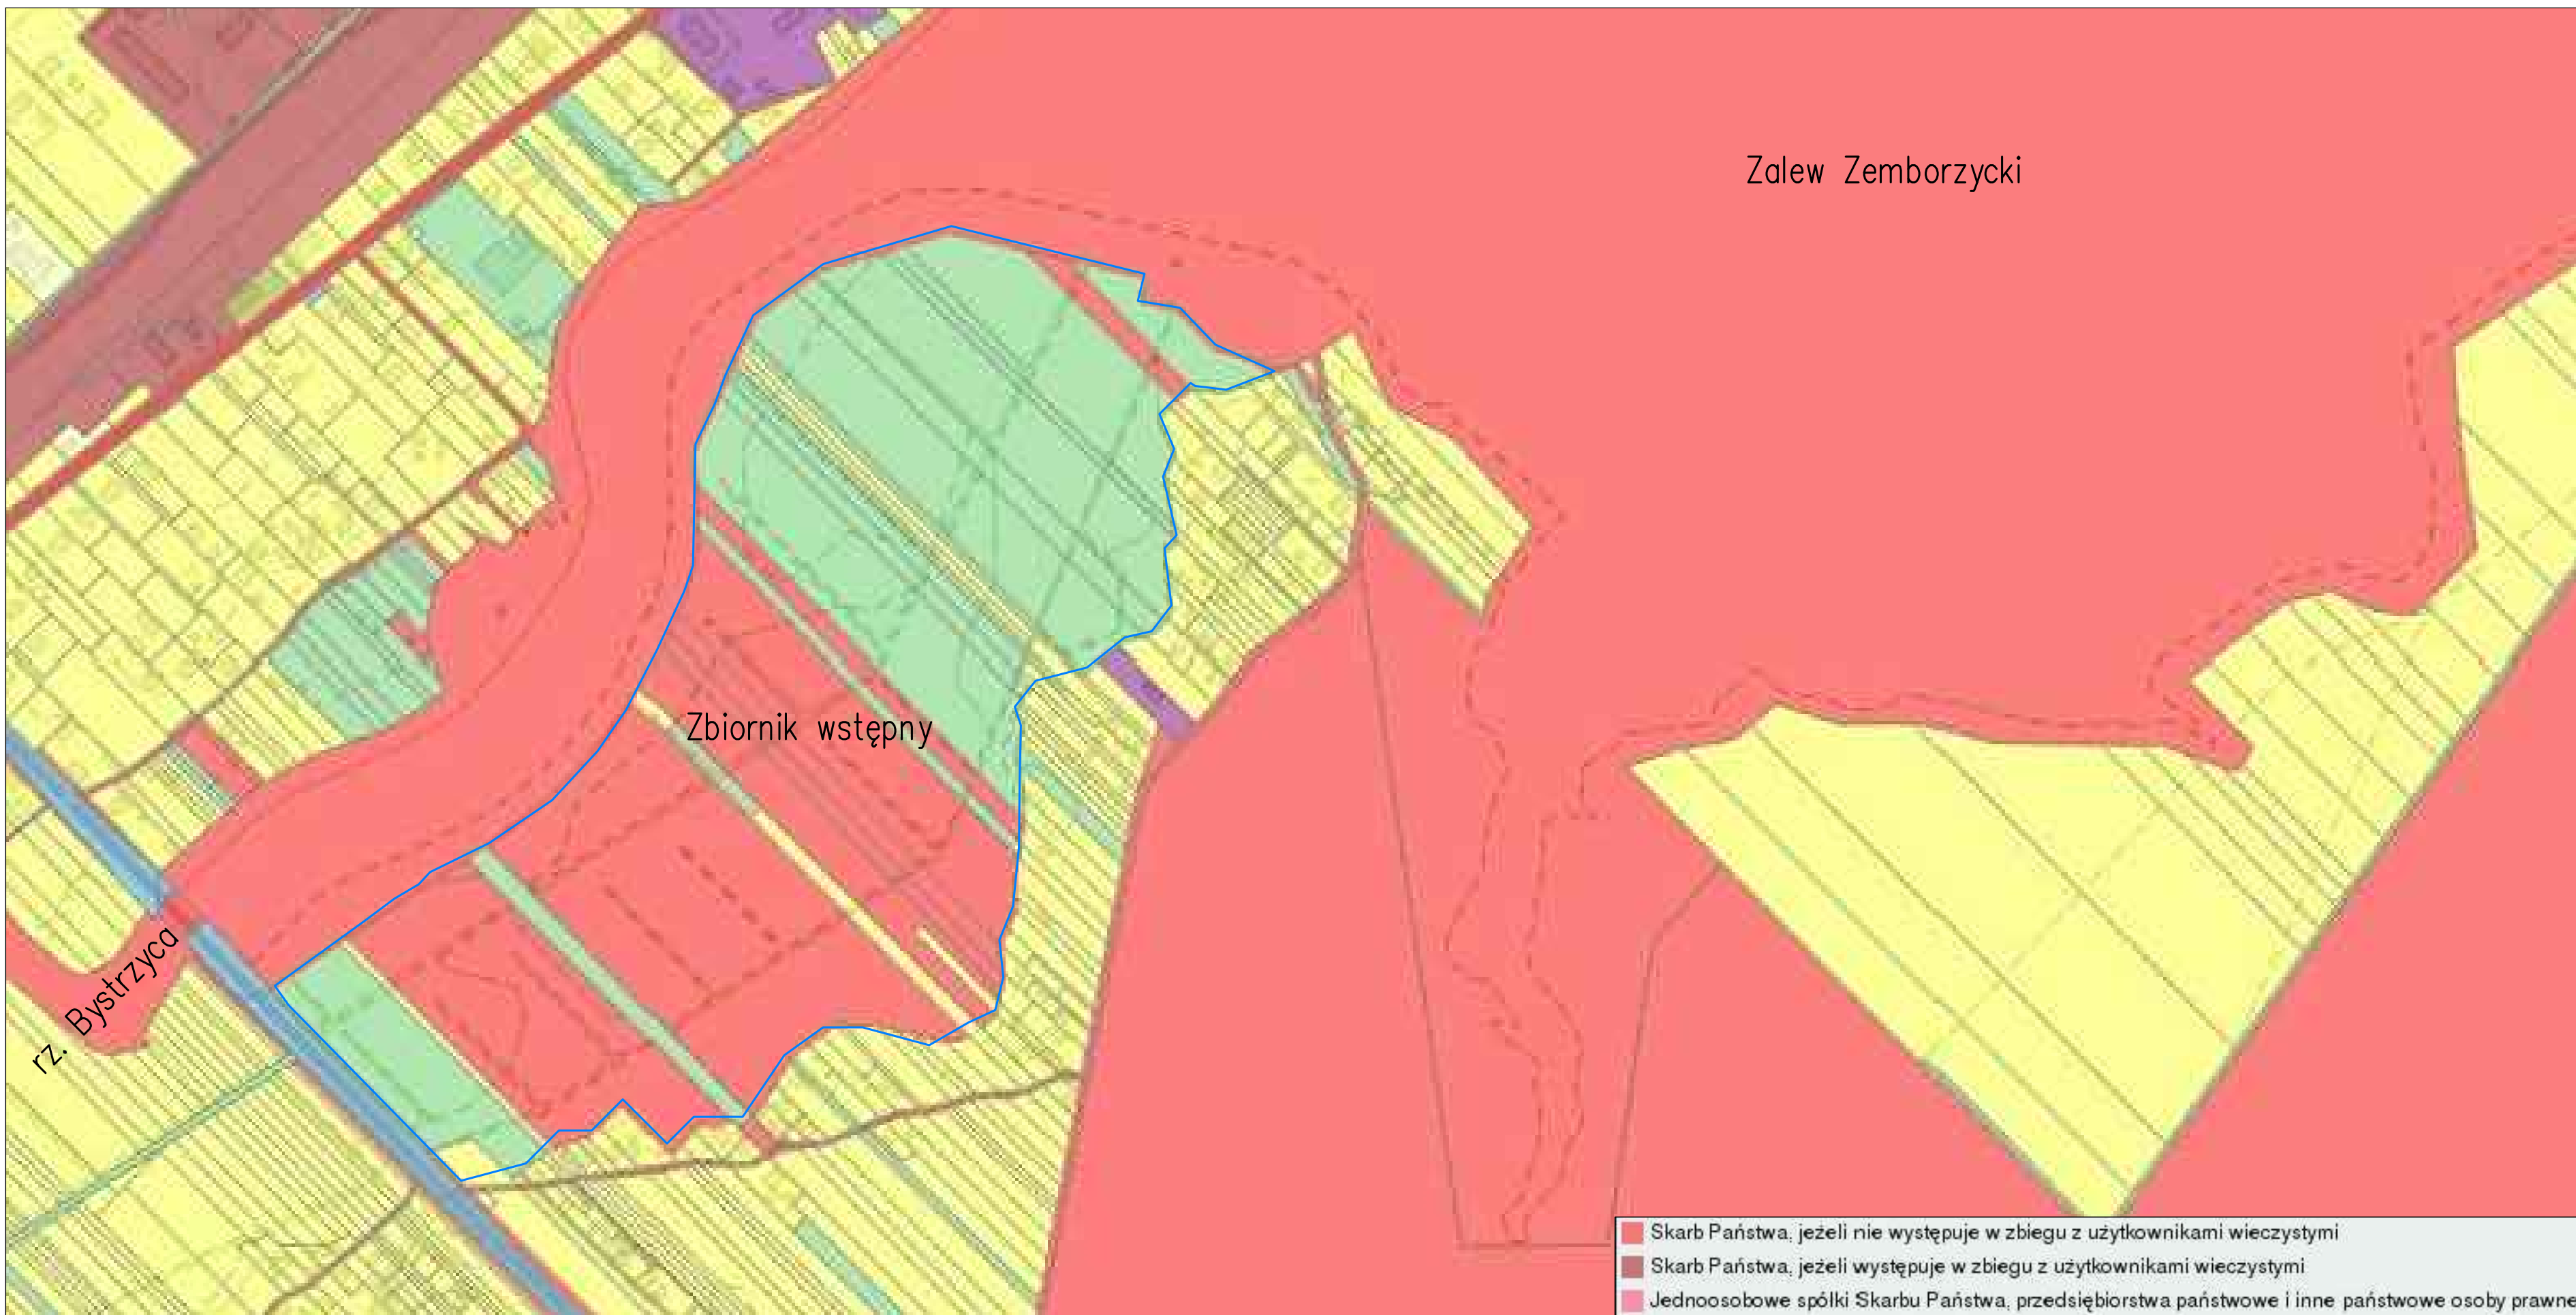 Zalew Zemborzycki
Zbiornik wstępny
rz. Bystrzyca
Skarb Państwa, jeżeli nie występuje w zbiegu z użytkownikami wieczystymi
Skarb Państwa, jeżeli występuje w zbiegu z użytkownikami wieczystymi
Jednoosobowe spółki Skarbu Państwa, przedsiębiorstwa państwowe i inne państwowe osoby prawne